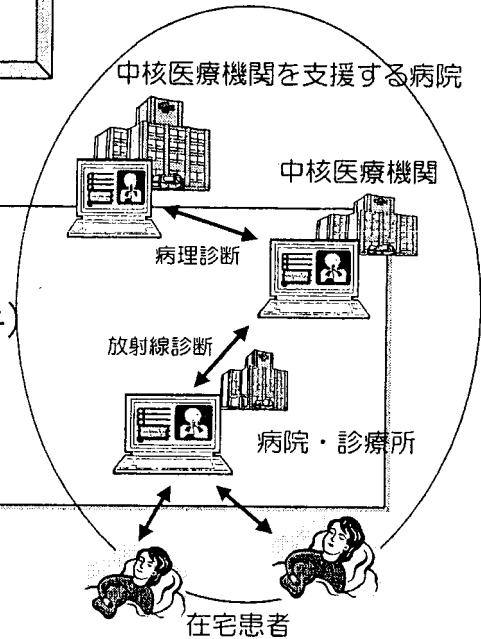 中核医療機関を支援する病院
中核医療機関
病理診断
放射線診断
病院・診療所
在宅患者